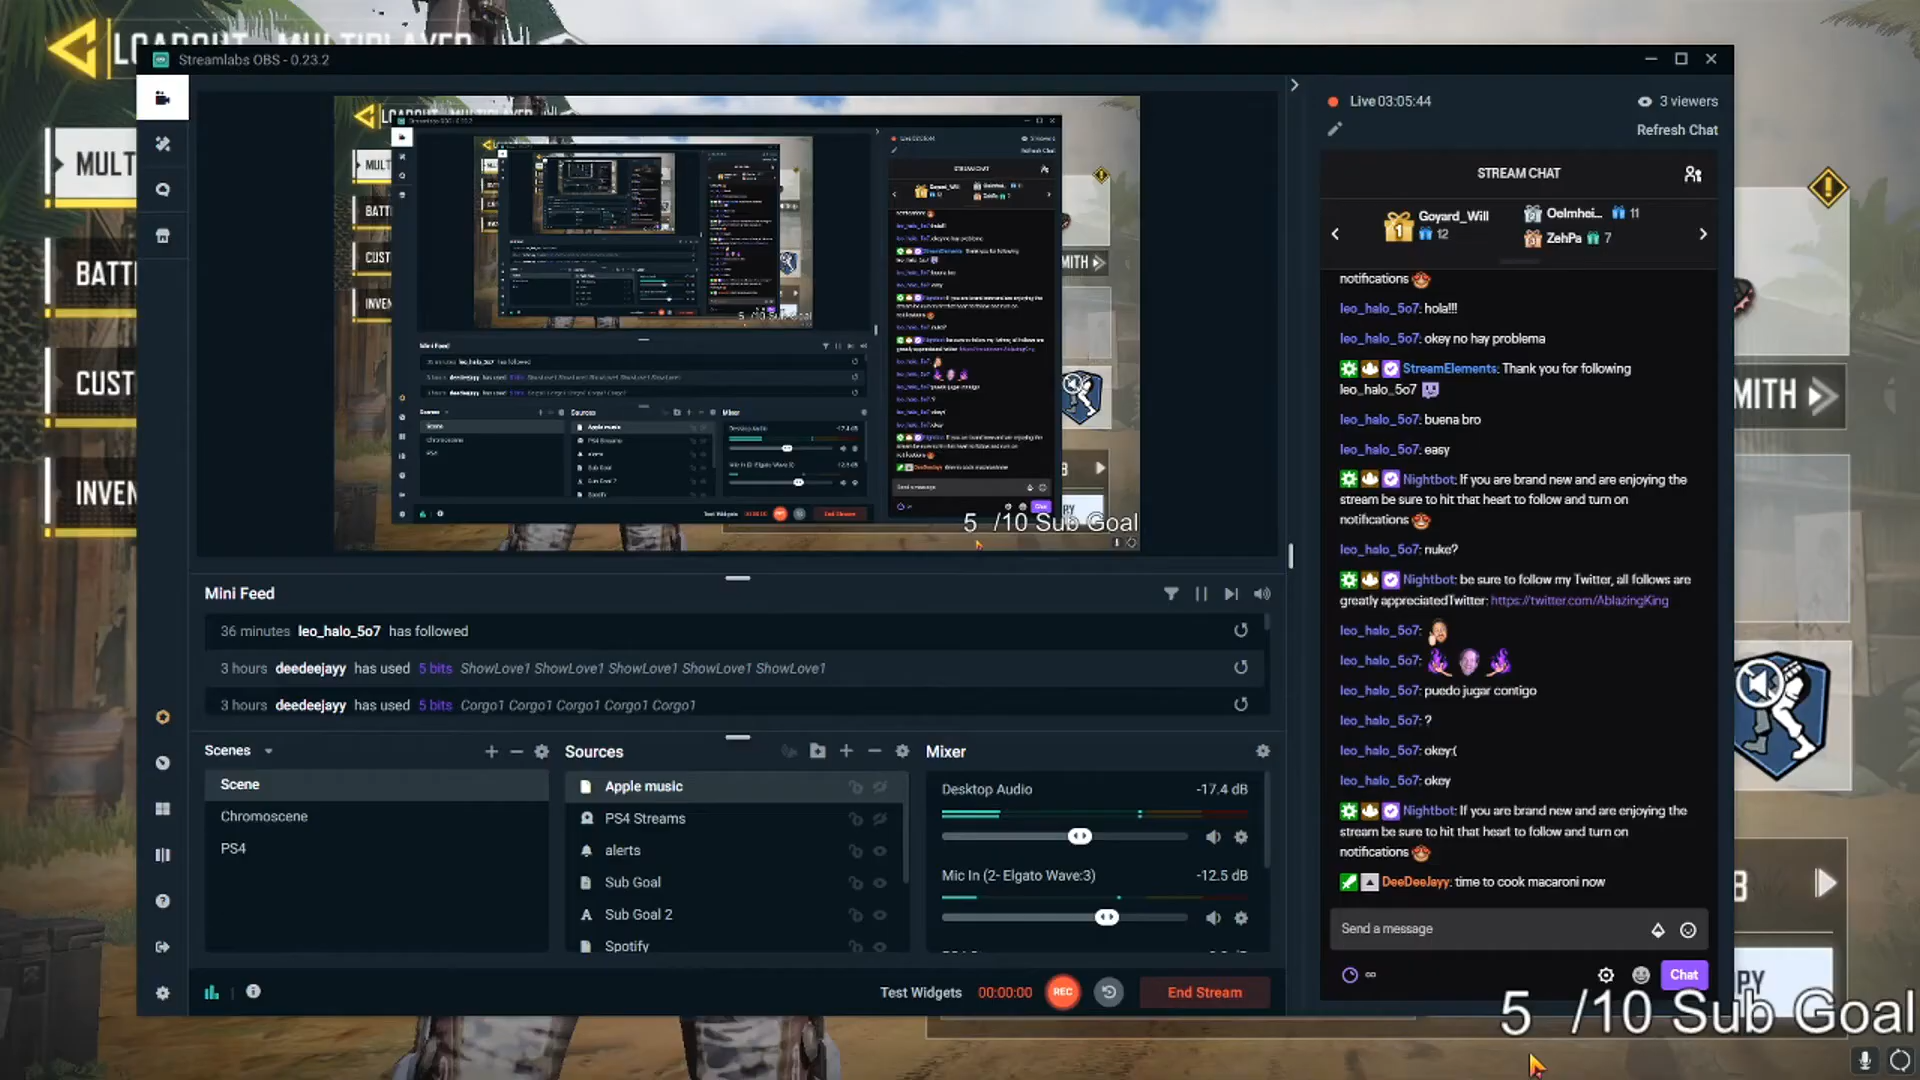 LOADOUT MULTIPLAYER
Streamlabs OBS - 0.23.2
MULT
BATT
CUST
INVEN
SMITH
5 /10 Sub Goal
Live 03:05:44
3 viewers
Refresh Chat
STREAM CHAT
Goyard_Will
12
Oelmhei... 11
ZehPa 7
notifications
leo_halo_5o7: hola!!!
leo_halo_5o7: okey no hay problema
StreamElements: Thank you for following
leo_halo_5o7
leo_halo_5o7: buena bro
leo_halo_5o7: easy
Nightbot: If you are brand new and are enjoying the
stream be sure to hit that heart to follow and turn on
notifications
leo_halo_5o7: nuke?
Nightbot: be sure to follow my Twitter, all follows are
greatly appreciatedTwitter: https://twitter.com/AblazingKing
leo_halo_5o7:
leo_halo_5o7:
leo_halo_5o7: puedo jugar contigo
leo_halo_5o7: ?
leo_halo_5o7: okey:(
leo_halo_5o7: okey
Nightbot: If you are brand new and are enjoying the
stream be sure to hit that heart to follow and turn on
notifications
DeeDeeJayy: time to cook macaroni now
Send a message
∞
Chat
Mini Feed
36 minutes leo_halo_5o7 has followed
3 hours deedeejayy has used 5 bits ShowLove1 ShowLove1 ShowLove1 ShowLove1 ShowLove1
3 hours deedeejayy has used 5 bits Corgo1 Corgo1 Corgo1 Corgo1 Corgo1
Scenes
Scene
Chromoscene
PS4
Sources
Apple music
PS4 Streams
alerts
Sub Goal
Sub Goal 2
Spotify
Mixer
Desktop Audio -17.4 dB
Mic In (2- Elgato Wave:3) -12.5 dB
Test Widgets 00:00:00 REC End Stream
5 /10 Sub Goal